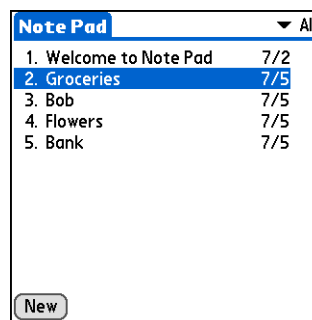 Note Pad Al
1. Welcome to Note Pad 7/2
2. Groceries 7/5
3. Bob 7/5
4. Flowers 7/5
5. Bank 7/5
New